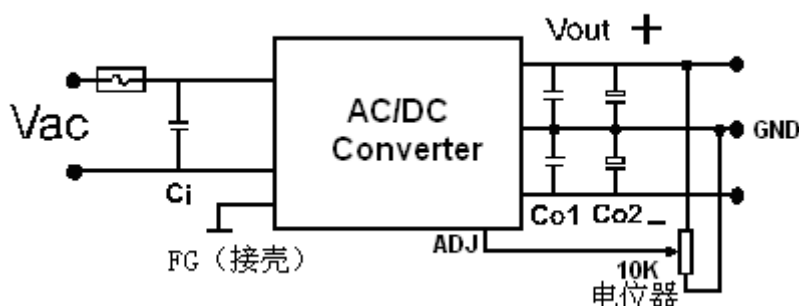 Vout +
Vac
AC/DC
Converter
GND
Ci
Co1
Co2
−
FG（接壳）
ADJ
10K
电位器